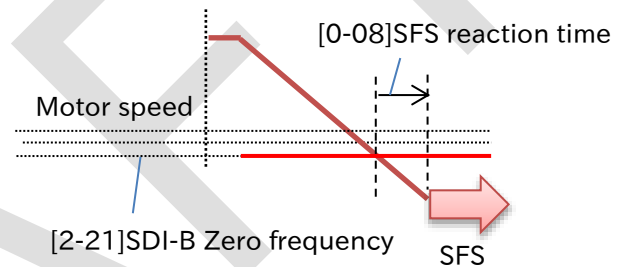 [0-08]SFS reaction time
Motor speed
[2-21]SDI-B Zero frequency
SFS